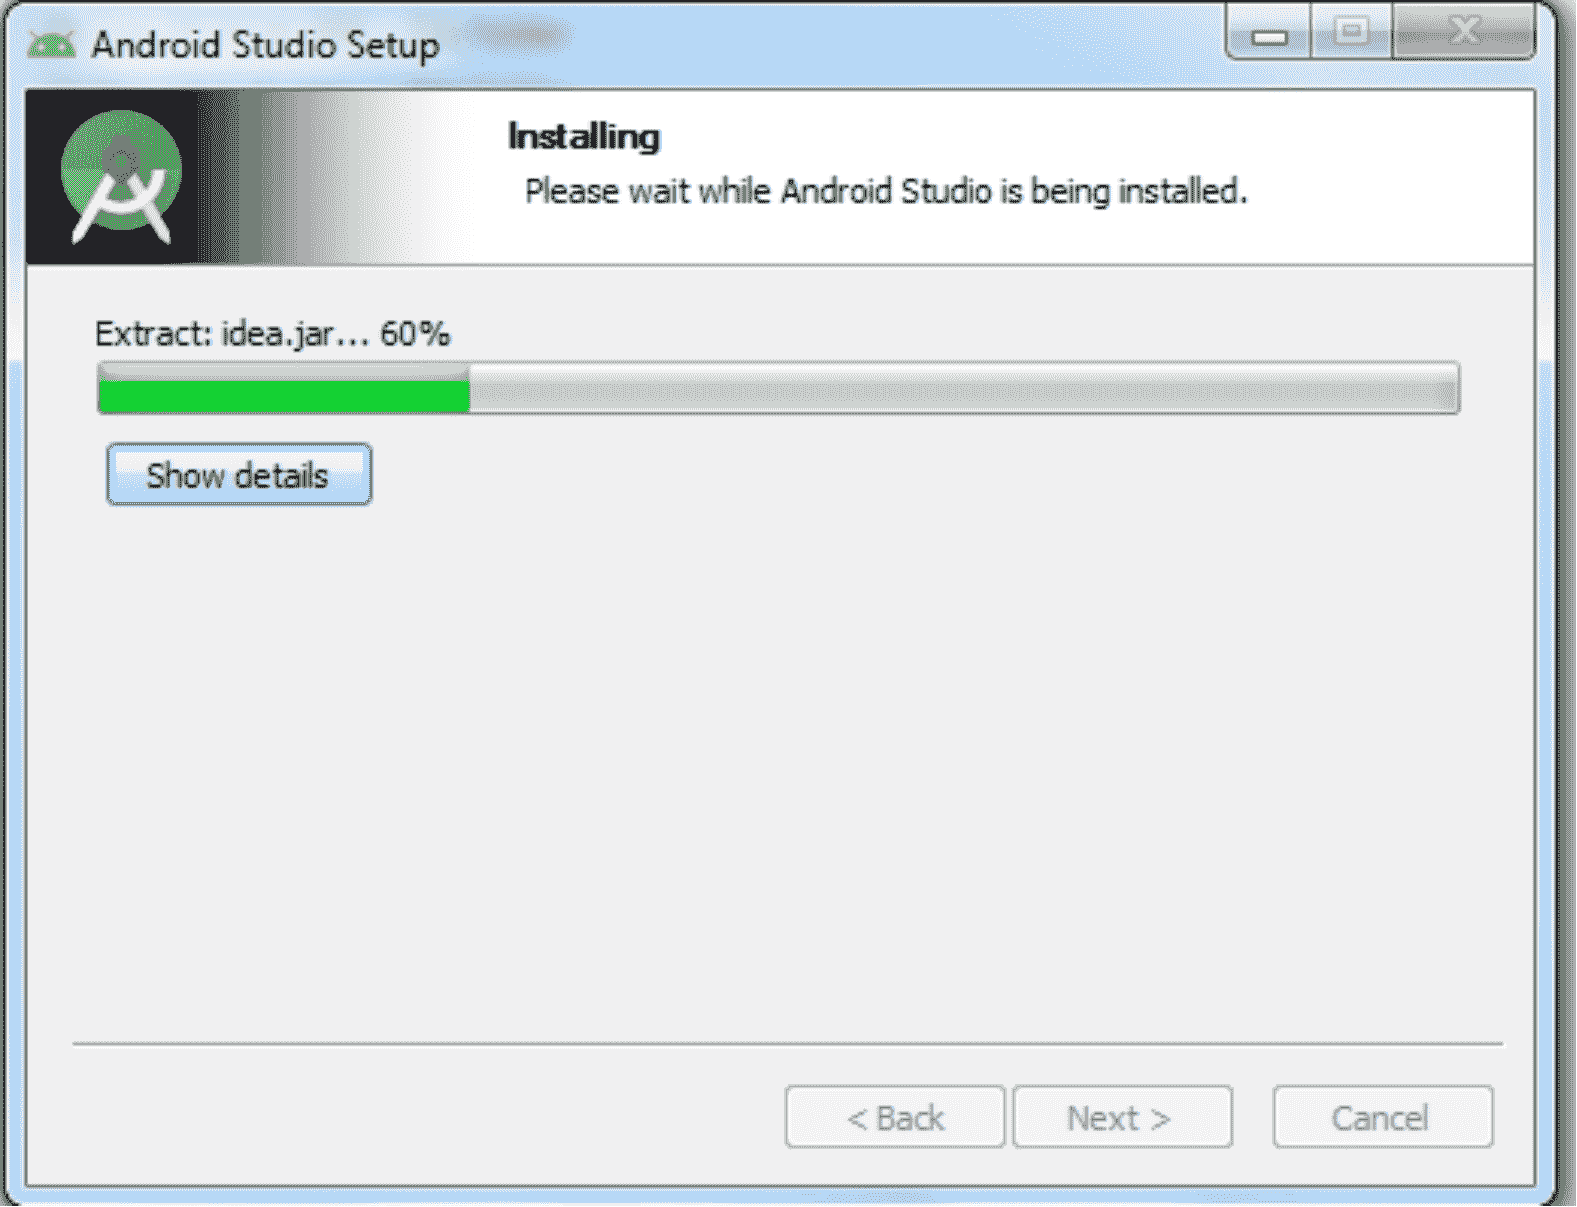 Android Studio Setup
Installing
Please wait while Android Studio is being installed.
Extract: idea.jar... 60%
Show details
< Back
Next >
Cancel